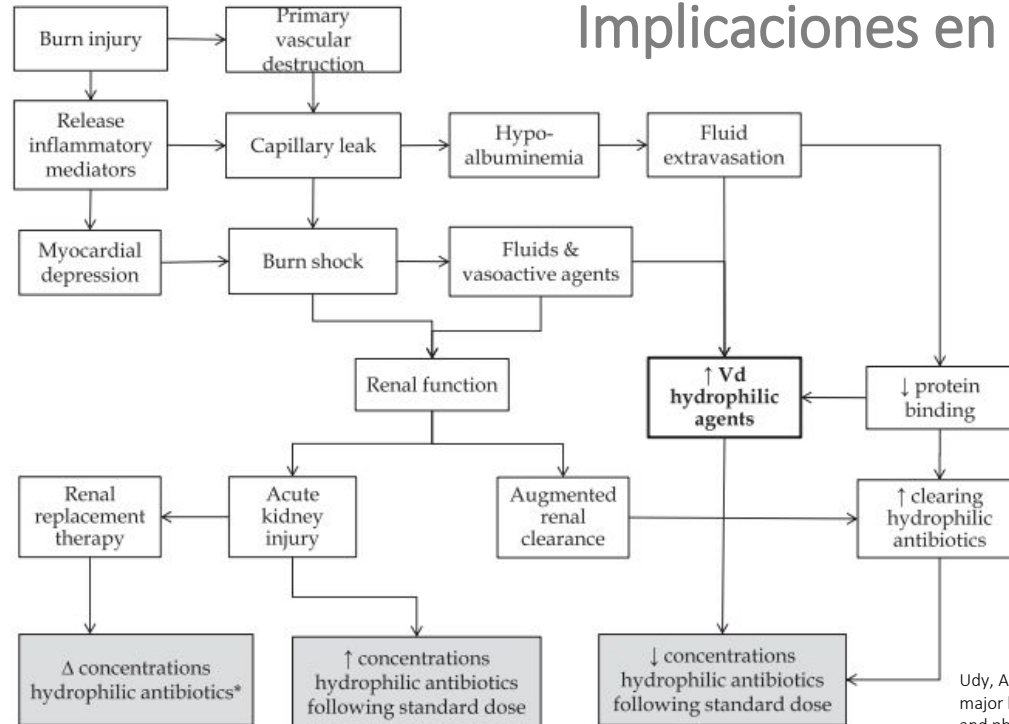 Implicaciones en
Burn injury
Primary
vascular
destruction
Release
inflammatory
mediators
Capillary leak
Hypo-
albuminemia
Fluid
extravasation
Myocardial
depression
Burn shock
Fluids &
vasoactive agents
Renal function
↑ Vd
hydrophilic
agents
↓ protein
binding
Renal
replacement
therapy
Acute
kidney
injury
Augmented
renal
clearance
↑ clearing
hydrophilic
antibiotics
Δ concentrations
hydrophilic antibiotics*
↑ concentrations
hydrophilic antibiotics
following standard dose
↓ concentrations
hydrophilic antibiotics
following standard dose
Udy, A
major